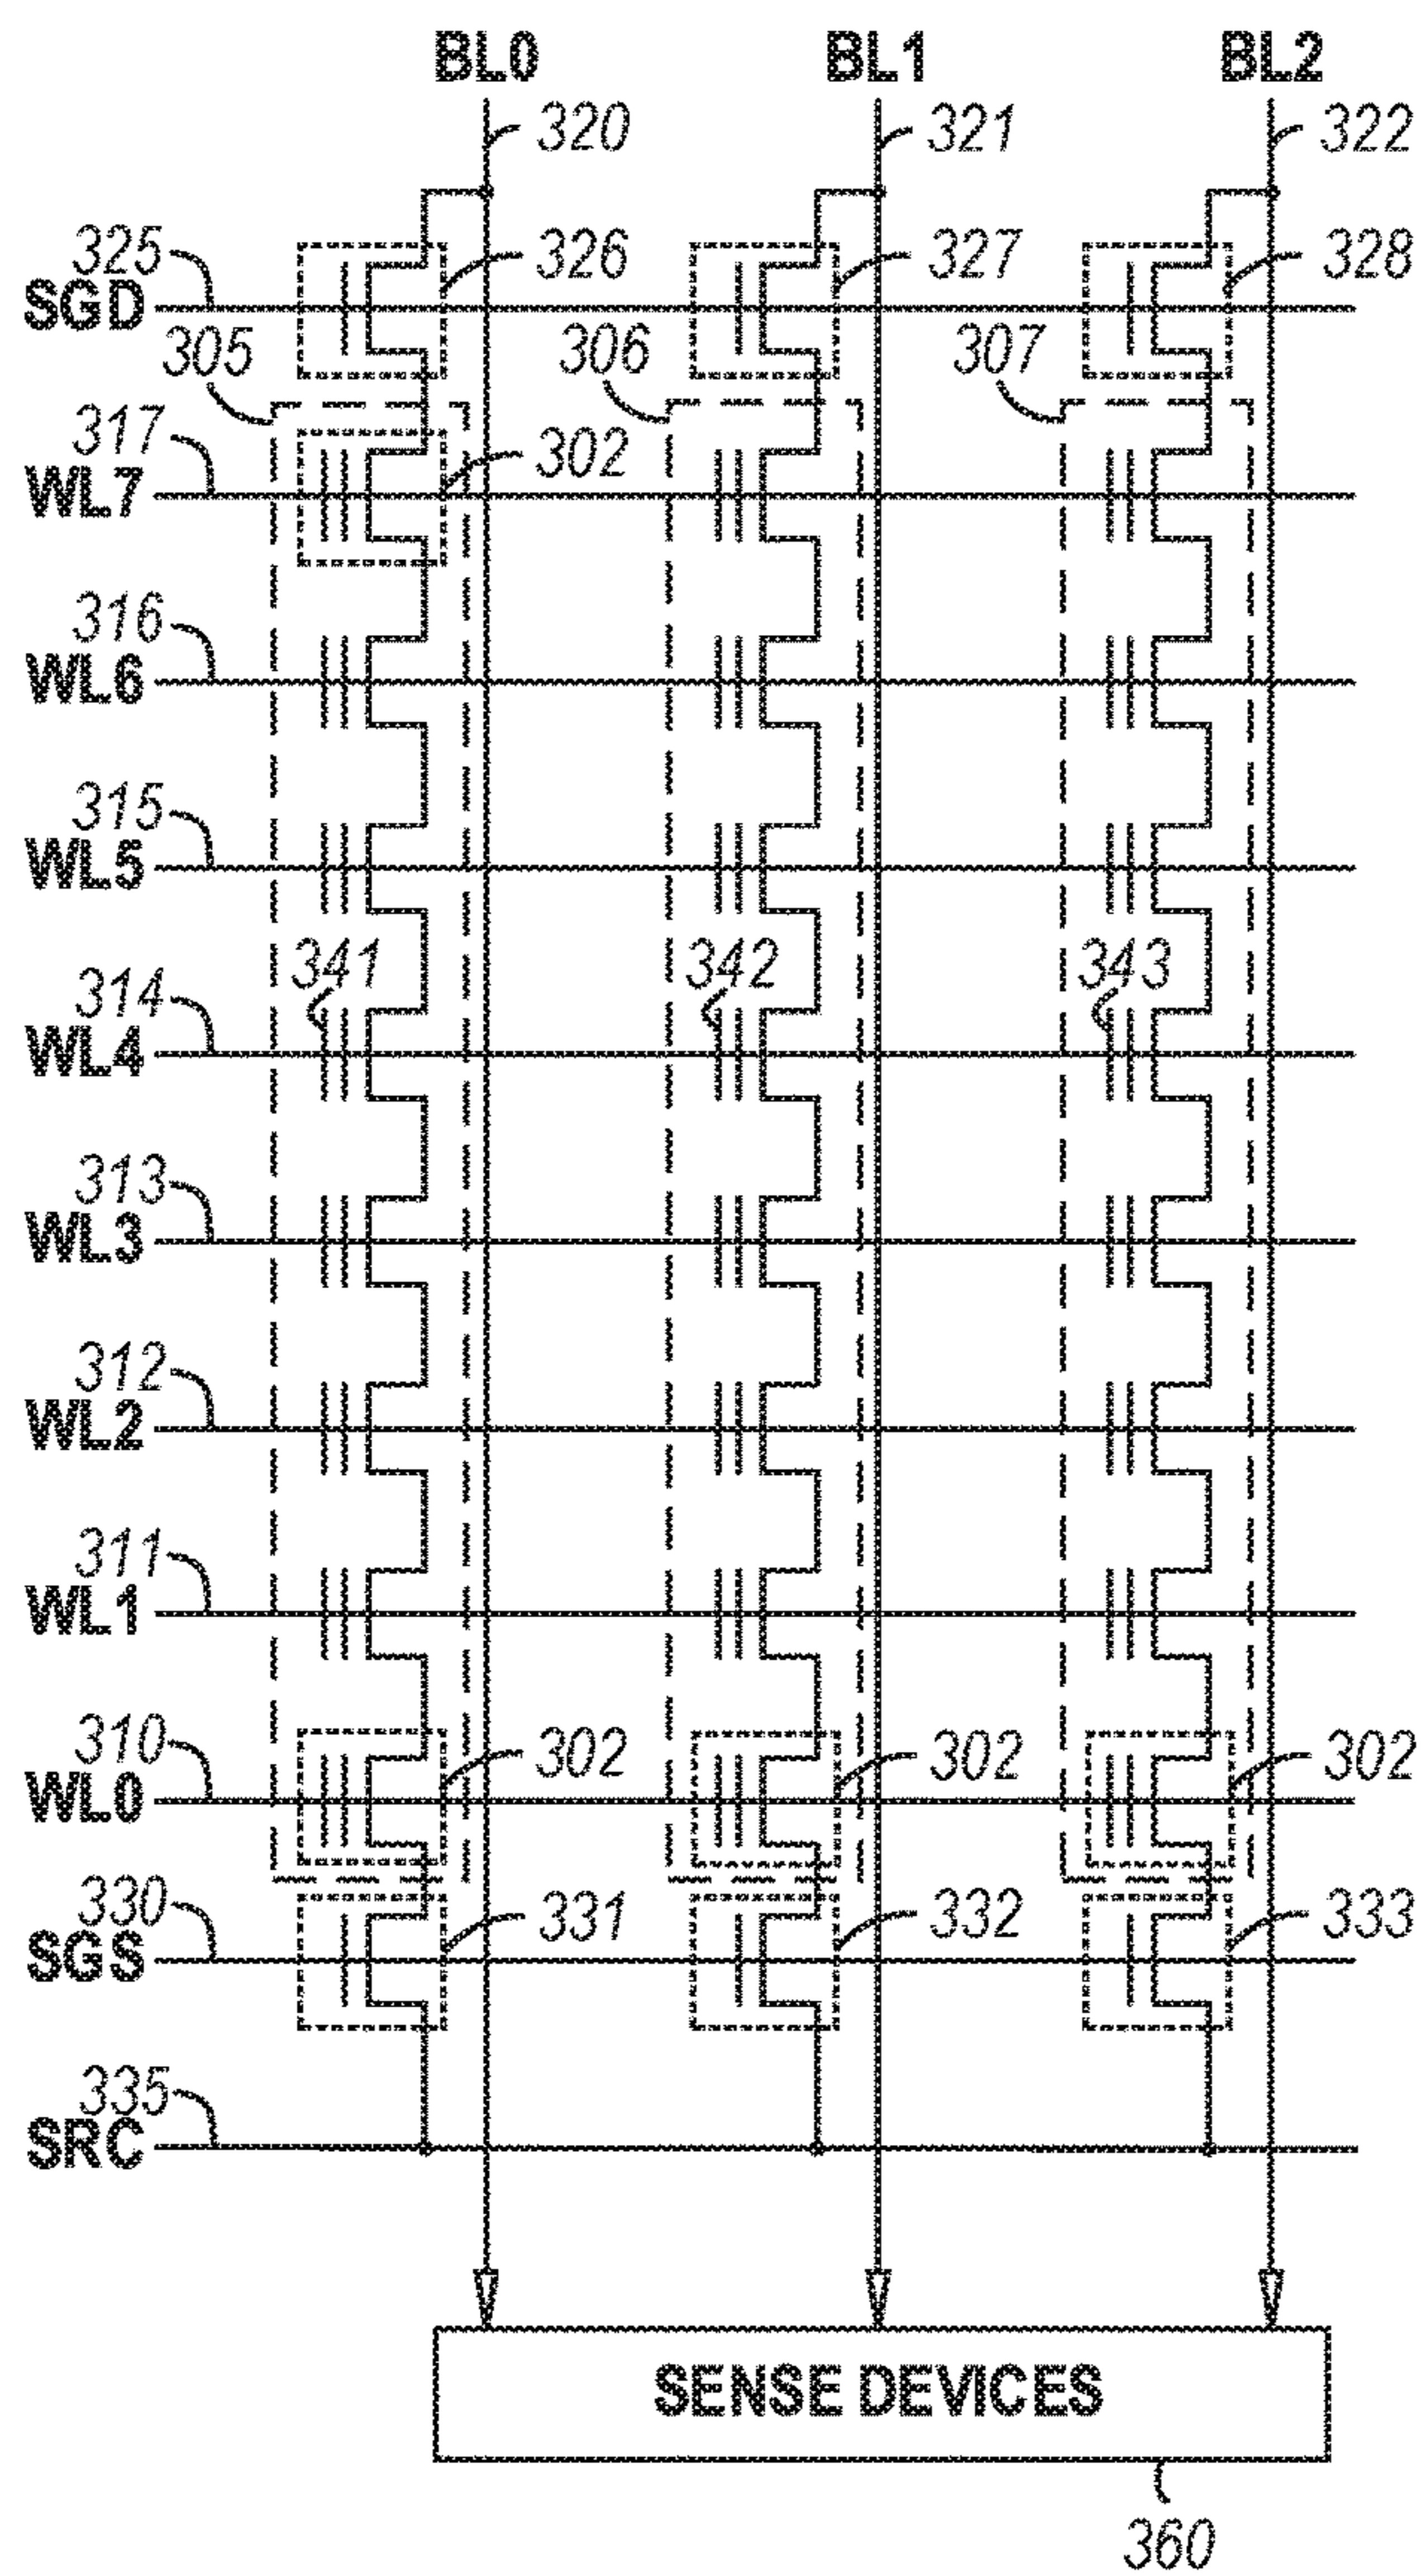 BL0 BL1 BL2
320 321 322
325 326 327 328
SGD
305 306 307
317 302
WL7
316
WL6
315
WL5
341 342 343
314
WL4
313
WL3
312
WL2
311
WL1
310 302 302 302
WL0
330 331 332 333
SGS
335
SRC
SENSE DEVICES
360